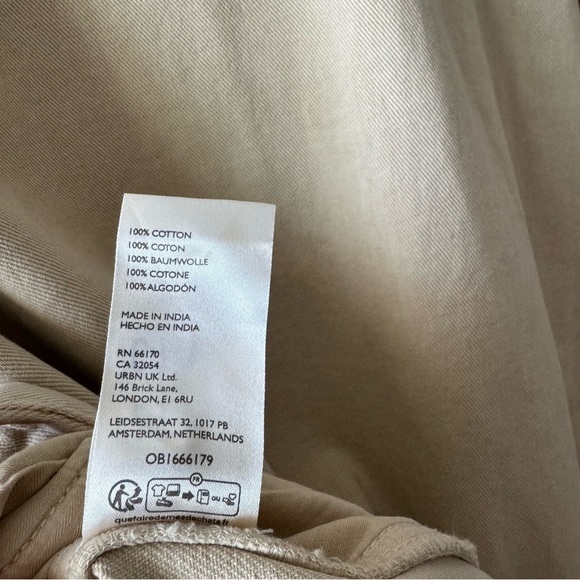 100% COTTON
100% COTON
100% BAUMWOLLE
100% COTONE
100% ALGODÓN
MADE IN INDIA
HECHO EN INDIA
RN 66170
CA 32054
URBN UK Ltd.
146 Brick Lane,
LONDON, E1 6RU
LEIDSESTRAAT 32, 1017 PB
AMSTERDAM, NETHERLANDS
OB1666179
FR
OU
quefairedemesdechets.fr